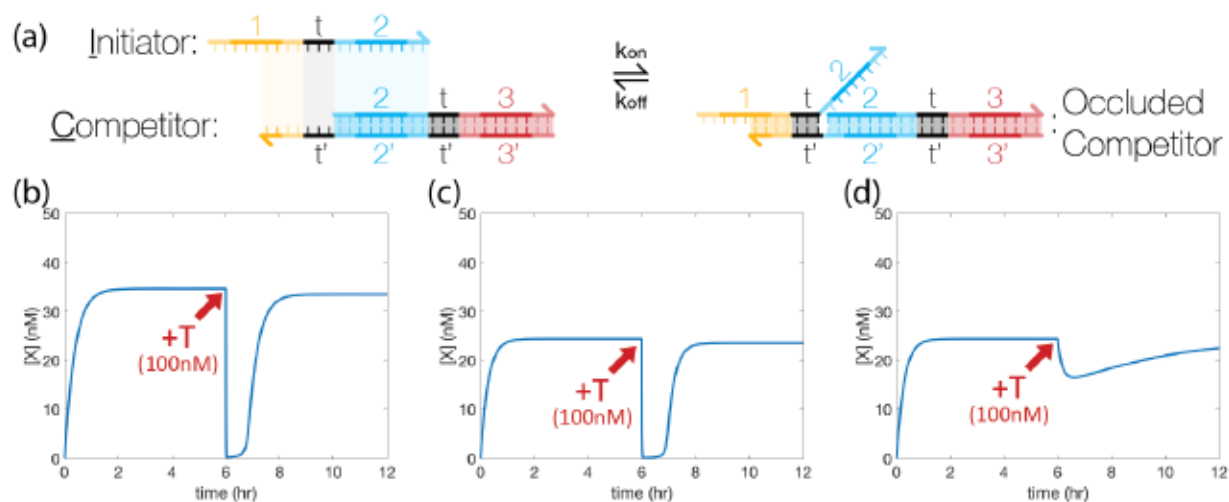 (a)
Initiator:
1 t 2
Competitor:
2 t 3
t' 2' t' 3'
kon
koff
2
1 t 2 t 3
t' 2' t' 3'
: Occluded
Competitor
(b)
50
40
30
20
10
0
[X] (nM)
+T
(100nM)
0 2 4 6 8 10 12
time (hr)
(c)
50
40
30
20
10
0
[X] (nM)
+T
(100nM)
0 2 4 6 8 10 12
time (hr)
(d)
50
40
30
20
10
0
[X] (nM)
+T
(100nM)
0 2 4 6 8 10 12
time (hr)